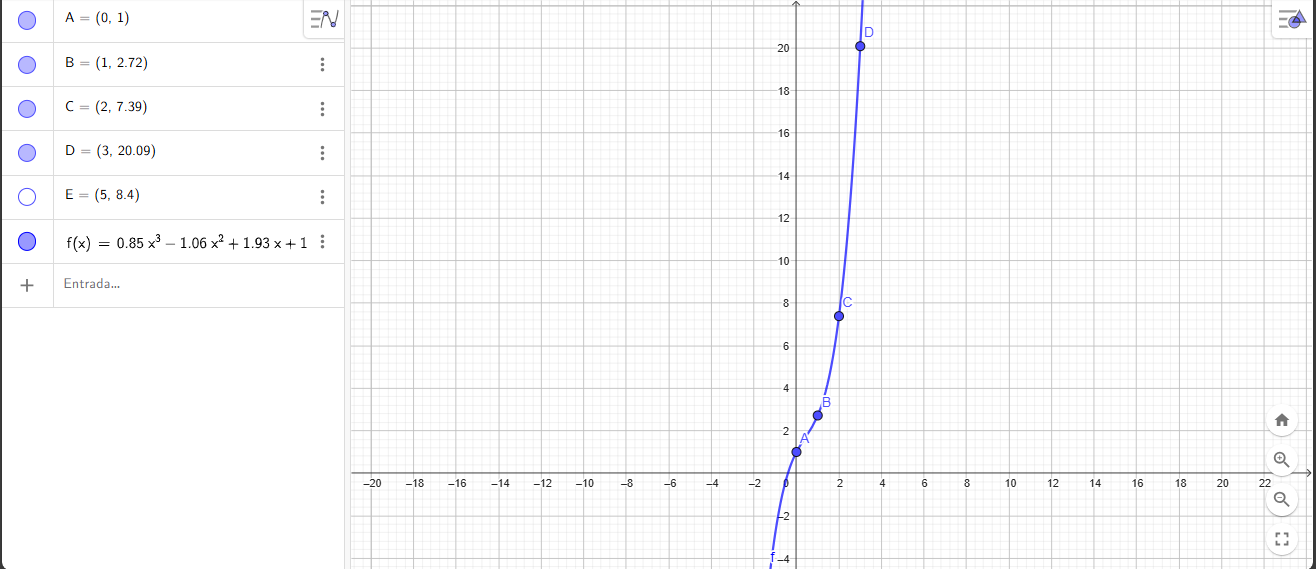 A = (0, 1)
B = (1, 2.72)
C = (2, 7.39)
D = (3, 20.09)
E = (5, 8.4)
f(x) = 0.85 x³ − 1.06 x² + 1.93 x + 1
+ Entrada...
D
20
18
16
14
12
10
8
C
6
4
B
2
A
−20 −18 −16 −14 −12 −10 −8 −6 −4 −2 0 2 4 6 8 10 12 14 16 18 20 22
−2
f
−4